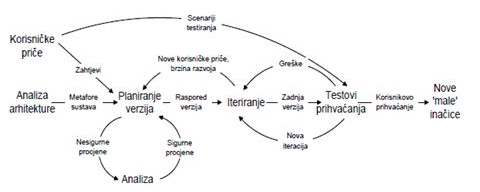 Scenariji
testiranja
Korisničke
priče
Nove korisničke priče,
brzina razvoja
Greške
Zahtjevi
Analiza
arhitekture
Metafore
sustava
Planiranje
verzija
Raspored
verzija
Iteriranje
Zadnja
verzija
Testovi
prihvaćanja
Korisnikovo
prihvaćanje
Nove
'male'
inačice
Nesigurne
procjene
Sigurne
procjene
Nova
iteracija
Analiza